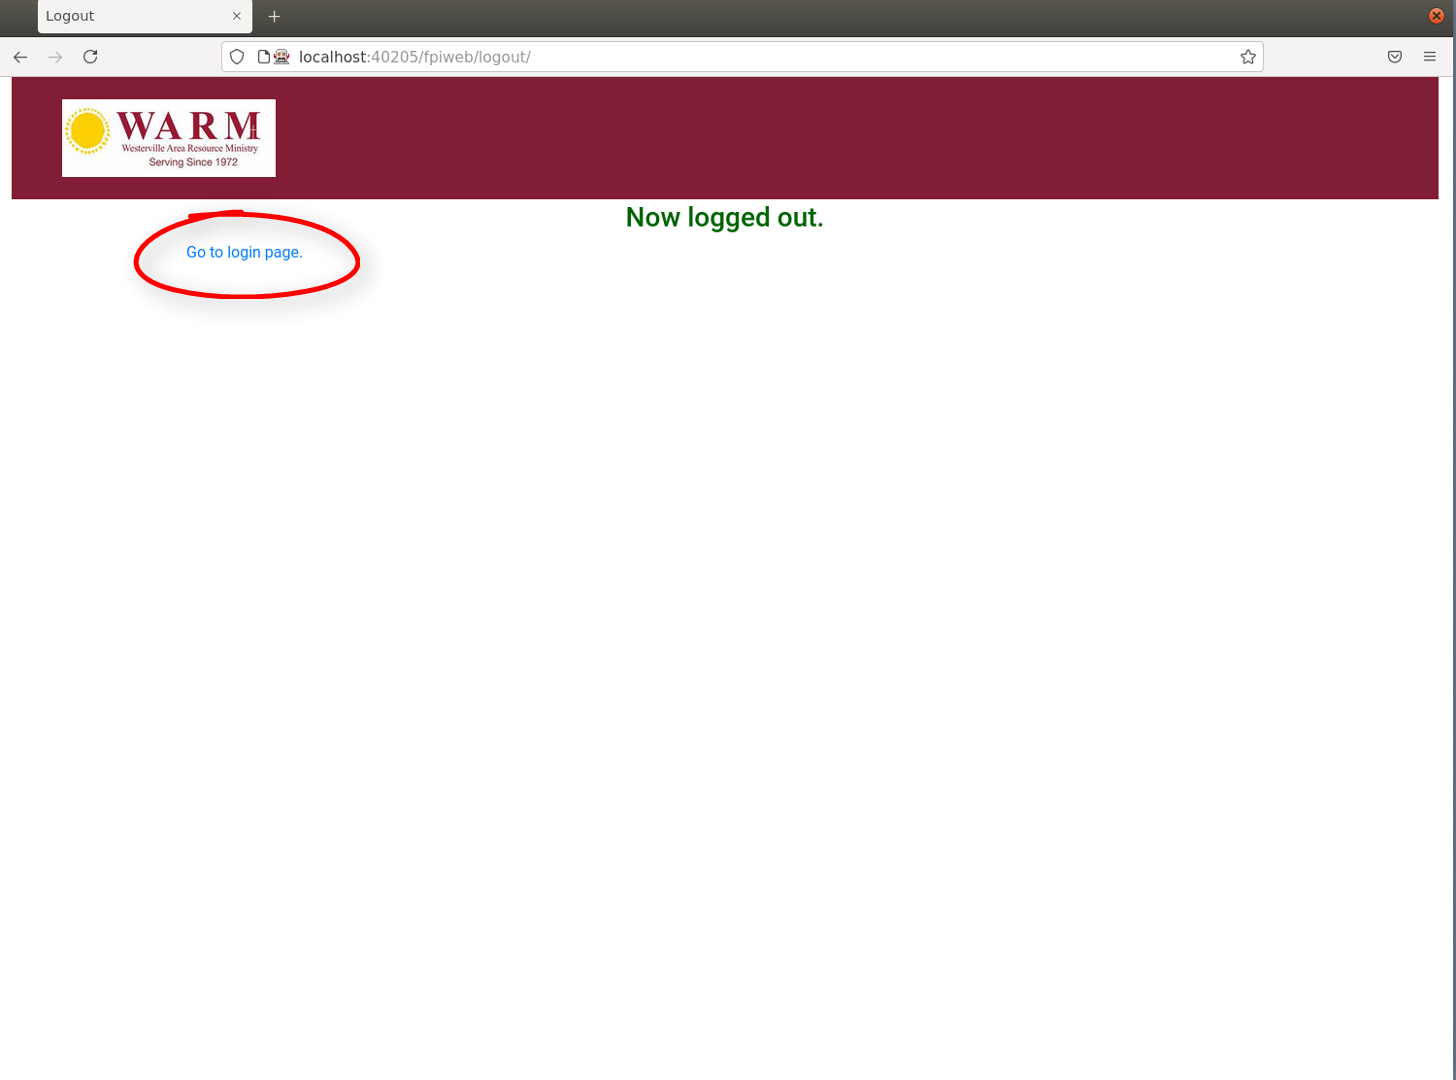 Logout
localhost:40205/fpiweb/logout/
WARM
Westerville Area Resource Ministry
Serving Since 1972
Now logged out.
Go to login page.